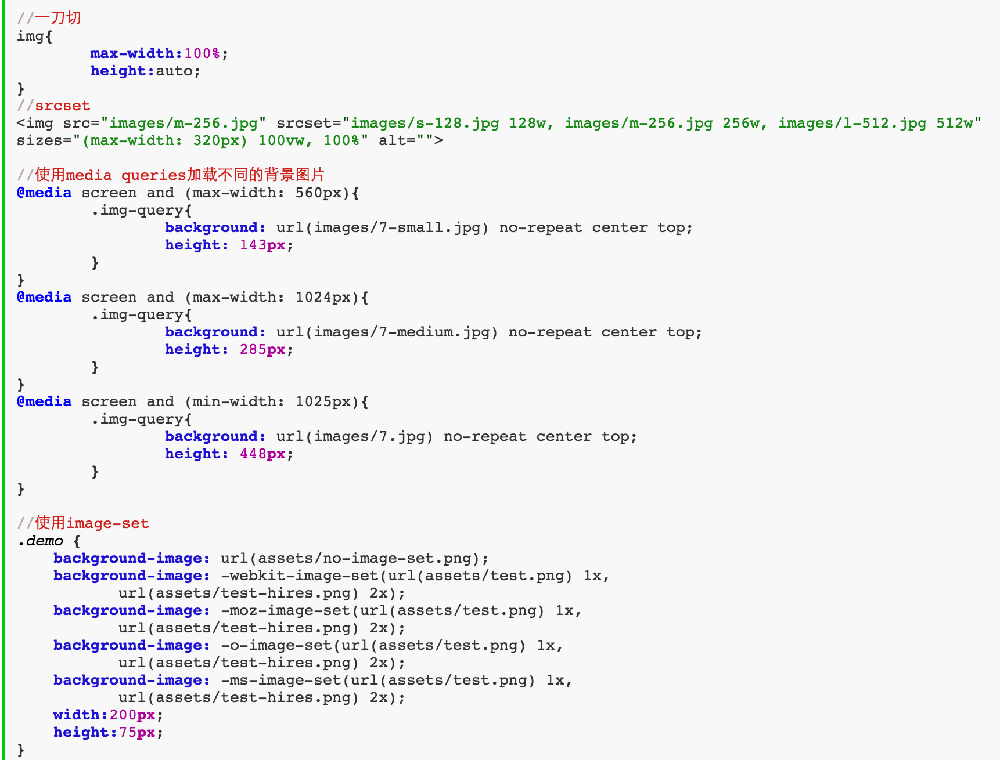 //一刀切
img{
        max-width:100%;
        height:auto;
}
//srcset
<img src="images/m-256.jpg" srcset="images/s-128.jpg 128w, images/m-256.jpg 256w, images/l-512.jpg 512w"
sizes="(max-width: 320px) 100vw, 100%" alt="">

//使用media queries加载不同的背景图片
@media screen and (max-width: 560px){
        .img-query{
                background: url(images/7-small.jpg) no-repeat center top;
                height: 143px;
        }
}
@media screen and (max-width: 1024px){
        .img-query{
                background: url(images/7-medium.jpg) no-repeat center top;
                height: 285px;
        }
}
@media screen and (min-width: 1025px){
        .img-query{
                background: url(images/7.jpg) no-repeat center top;
                height: 448px;
        }
}

//使用image-set
.demo {
    background-image: url(assets/no-image-set.png);
    background-image: -webkit-image-set(url(assets/test.png) 1x,
           url(assets/test-hires.png) 2x);
    background-image: -moz-image-set(url(assets/test.png) 1x,
           url(assets/test-hires.png) 2x);
    background-image: -o-image-set(url(assets/test.png) 1x,
           url(assets/test-hires.png) 2x);
    background-image: -ms-image-set(url(assets/test.png) 1x,
           url(assets/test-hires.png) 2x);
    width:200px;
    height:75px;
}